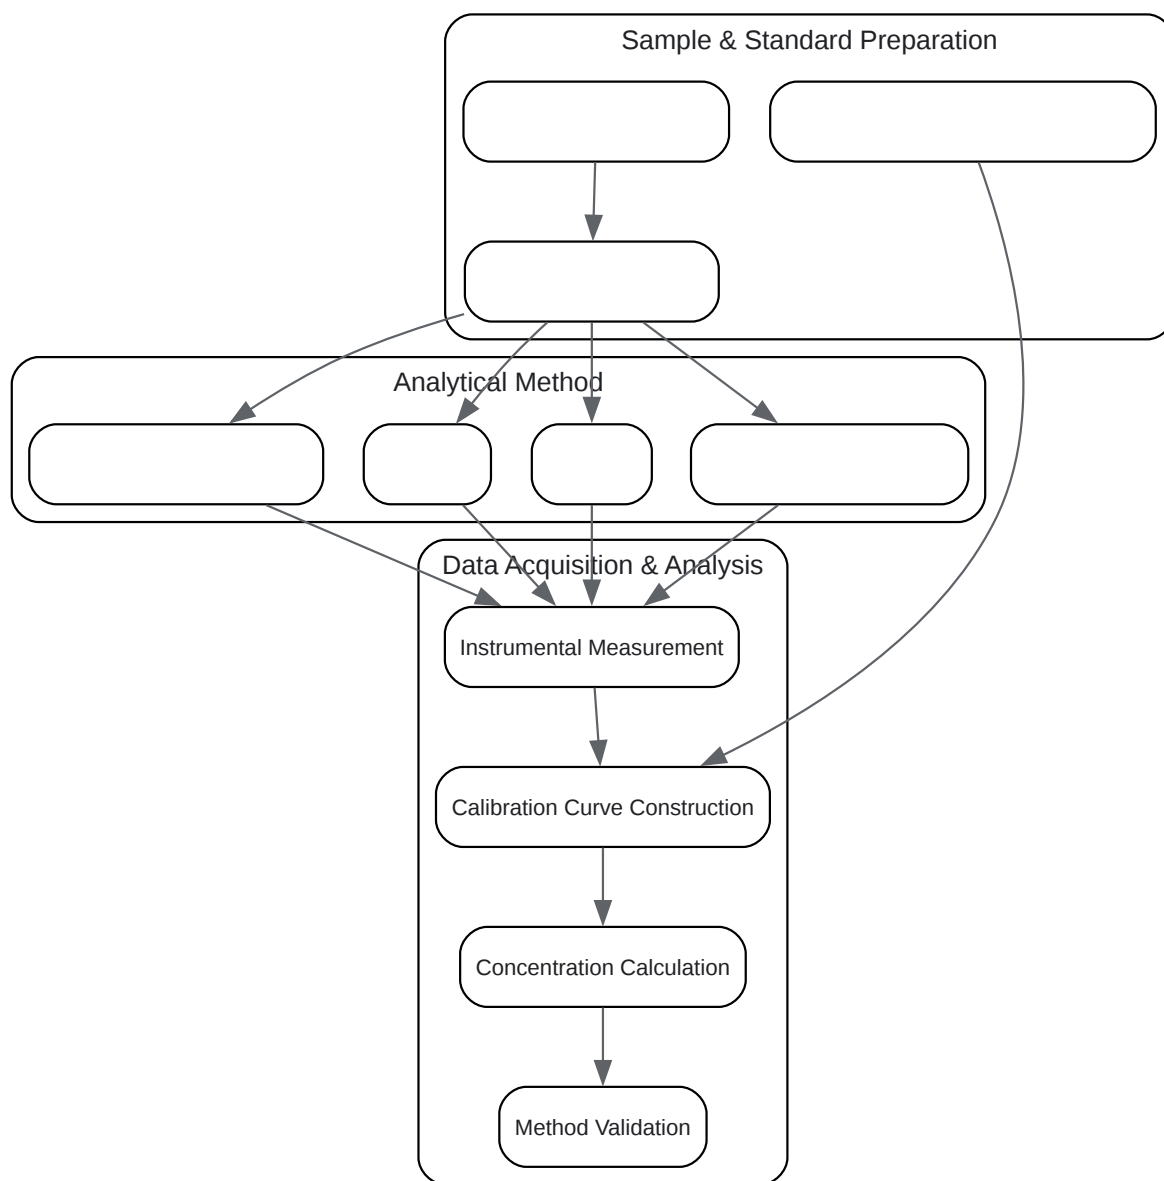 Sample & Standard Preparation
Analytical Method
Data Acquisition & Analysis
Instrumental Measurement
Calibration Curve Construction
Concentration Calculation
Method Validation